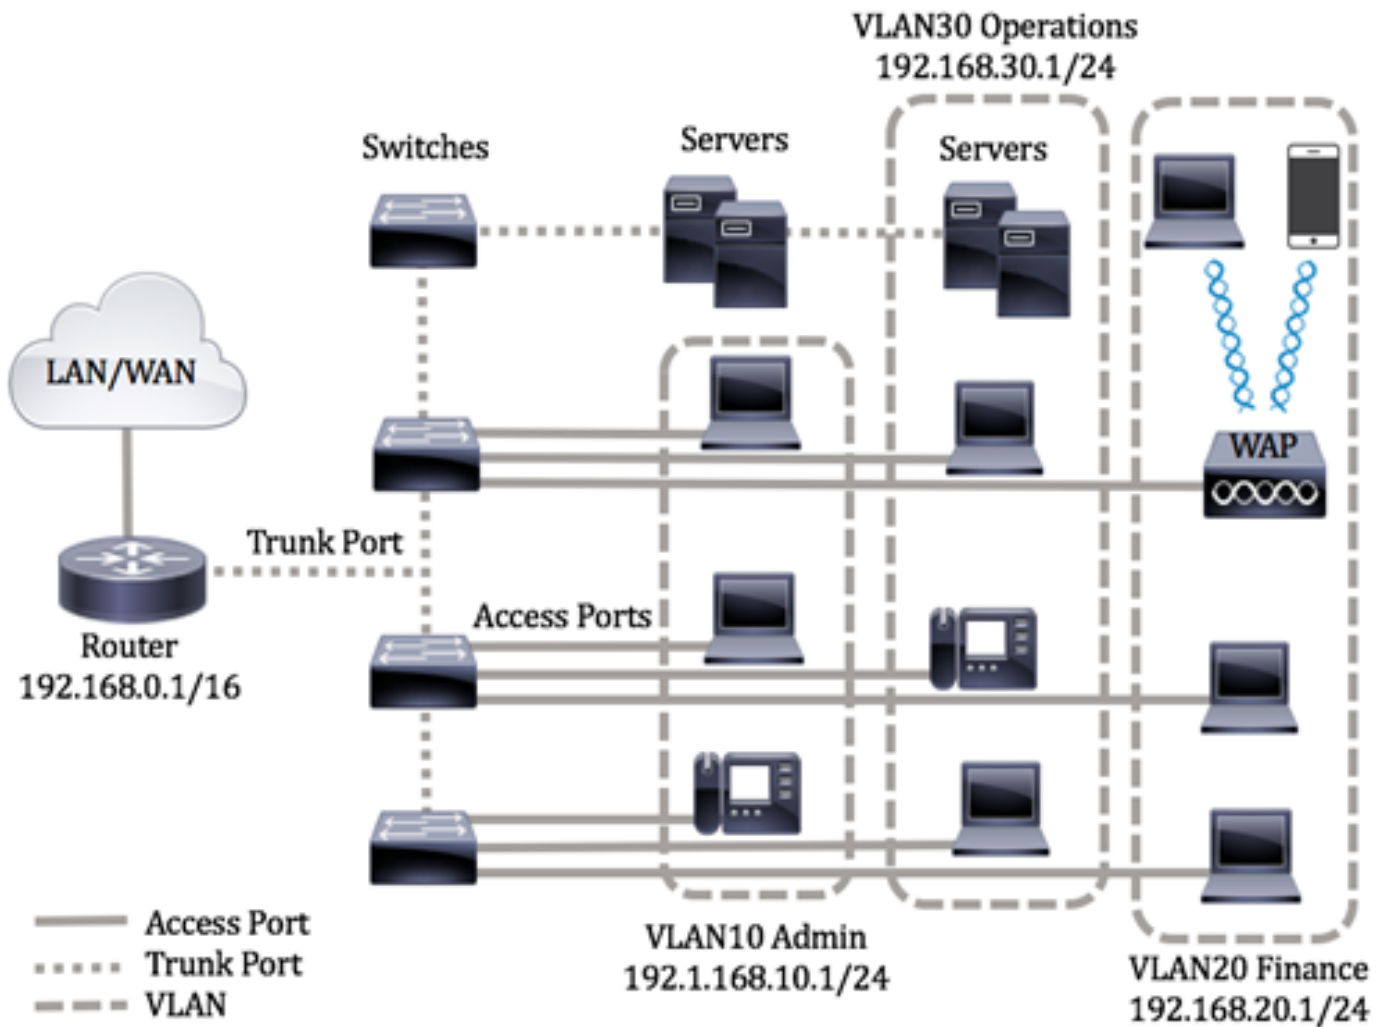 VLAN30 Operations
192.168.30.1/24
Switches
Servers
Servers
LAN/WAN
WAP
Trunk Port
Access Ports
Router
192.168.0.1/16
Access Port
Trunk Port
VLAN
VLAN10 Admin
192.1.168.10.1/24
VLAN20 Finance
192.168.20.1/24